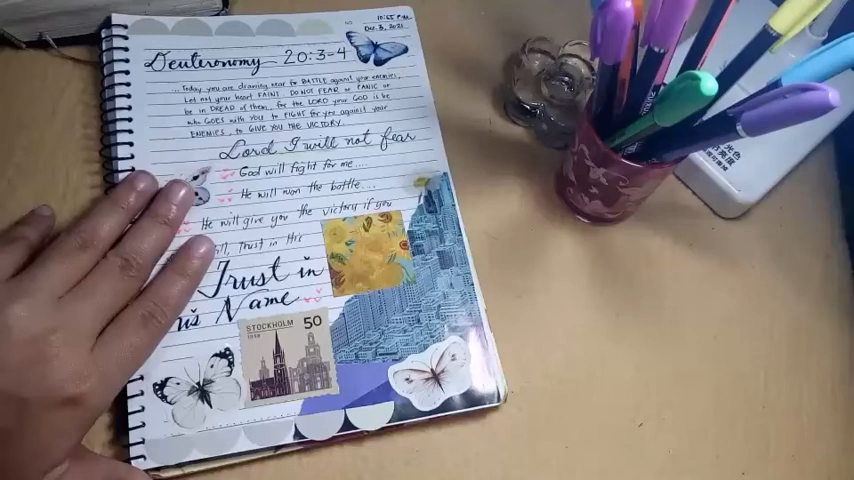 10:55 P.M
Dec. 3, 2021
Deuteronomy 20:3-4
...Today you are drawing near for BATTLE against your enemies.
Let not your heart FAINT. DO NOT FEAR or PANIC or
be in DREAD of them, for the LORD your GOD is he
who GOES with YOU to FIGHT for you against your
ENEMIES, to GIVE YOU THE VICTORY.
Lord I will not fear
God will fight for me....
He will won the battle...
He will give you the victory if you
Trust in His
Trust in
His Name
STOCKHOLM 50
1998